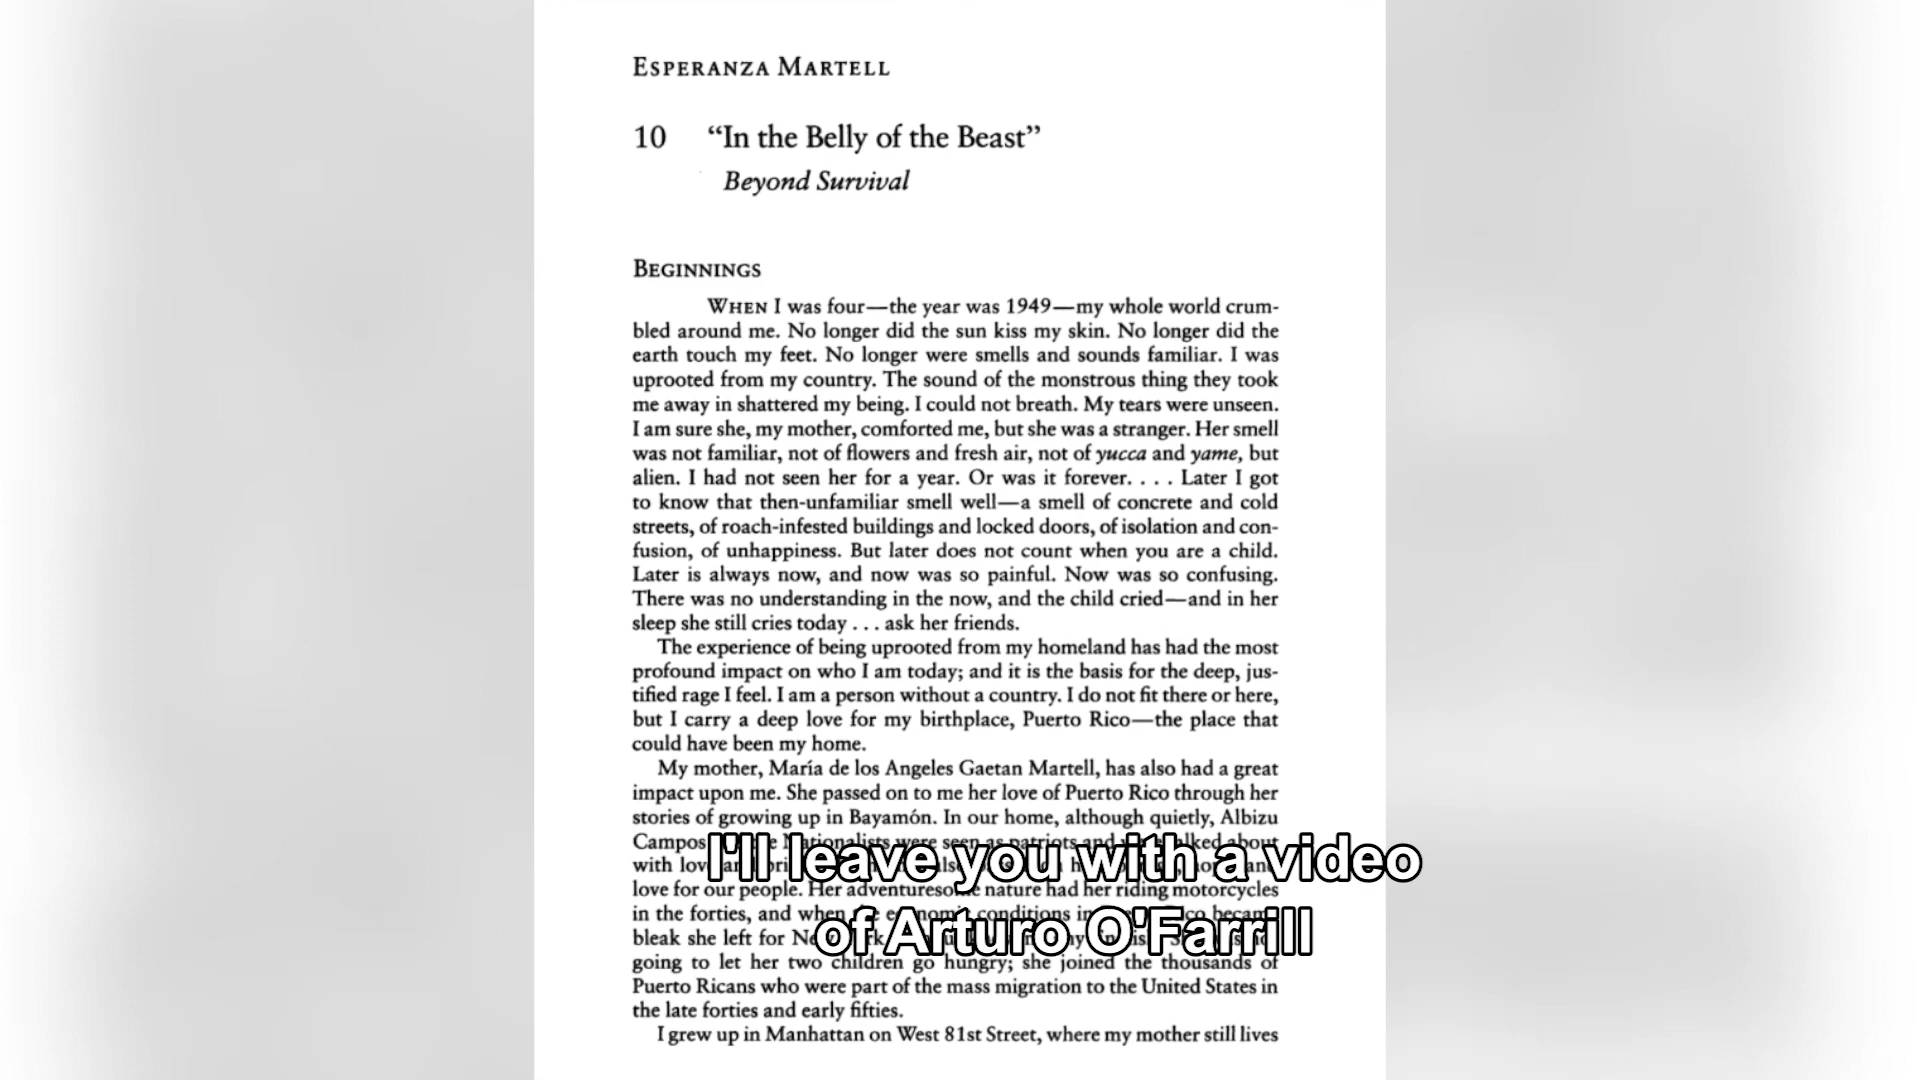 ESPERANZA MARTELL
10 “In the Belly of the Beast”
Beyond Survival
BEGINNINGS
WHEN I was four—the year was 1949—my whole world crum-
bled around me. No longer did the sun kiss my skin. No longer did the
earth touch my feet. No longer were smells and sounds familiar. I was
uprooted from my country. The sound of the monstrous thing they took
me away in shattered my being. I could not breath. My tears were unseen.
I am sure she, my mother, comforted me, but she was a stranger. Her smell
was not familiar, not of flowers and fresh air, not of yucca and yame, but
alien. I had not seen her for a year. Or was it forever. . . . Later I got
to know that then-unfamiliar smell well—a smell of concrete and cold
streets, of roach-infested buildings and locked doors, of isolation and con-
fusion, of unhappiness. But later does not count when you are a child.
Later is always now, and now was so painful. Now was so confusing.
There was no understanding in the now, and the child cried—and in her
sleep she still cries today . . . ask her friends.
The experience of being uprooted from my homeland has had the most
profound impact on who I am today; and it is the basis for the deep, jus-
tified rage I feel. I am a person without a country. I do not fit there or here,
but I carry a deep love for my birthplace, Puerto Rico—the place that
could have been my home.
My mother, María de los Angeles Gaetan Martell, has also had a great
impact upon me. She passed on to me her love of Puerto Rico through her
stories of growing up in Bayamón. In our home, although quietly, Albizu
Campos Nationalists were seen as patriots and talked about
with
love for our people. Her adventuresome nature had her riding motorcycles
in the forties, and when economic conditions in became
bleak she left for
going to let her two children go hungry; she joined the thousands of
Puerto Ricans who were part of the mass migration to the United States in
the late forties and early fifties.
I grew up in Manhattan on West 81st Street, where my mother still lives
I'll leave you with a video
of Arturo O'Farrill